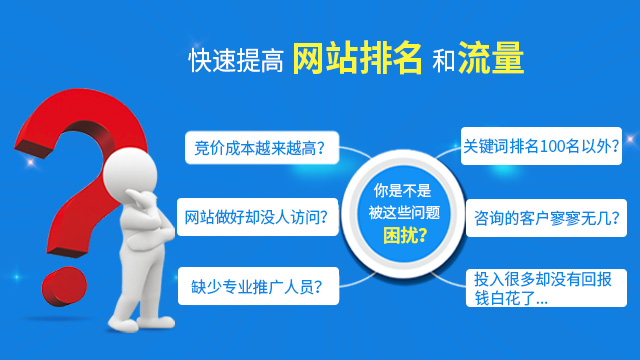 快速提高 网站排名 和流量
竞价成本越来越高？
网站做好却没人访问？
缺少专业推广人员？
你是不是
被这些问题
困扰？
关键词排名100名以外？
咨询的客户寥寥无几？
投入很多却没有回报
钱白花了...